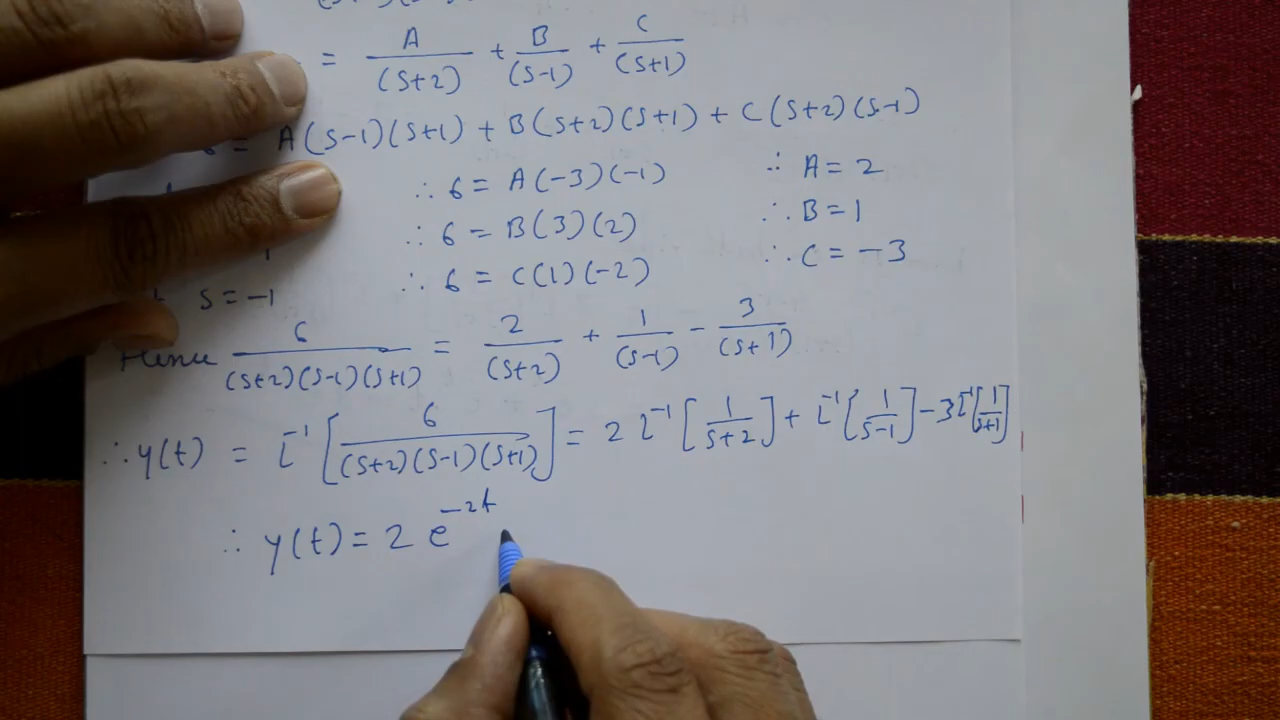 = A/(S+2) + B/(S-1) + C/(S+1)
= A(S-1)(S+1) + B(S+2)(S+1) + C(S+2)(S-1)
∴ 6 = A(-3)(-1) ∴ A = 2
∴ 6 = B(3)(2) ∴ B = 1
S = -1 ∴ 6 = C(1)(-2) ∴ C = -3
Hence 6/(S+2)(S-1)(S+1) = 2/(S+2) + 1/(S-1) - 3/(S+1)
∴ y(t) = L⁻¹[6/(S+2)(S-1)(S+1)] = 2 L⁻¹[1/S+2] + L⁻¹[1/S-1] - 3 L⁻¹[1/S+1]
∴ y(t) = 2 e^-2t